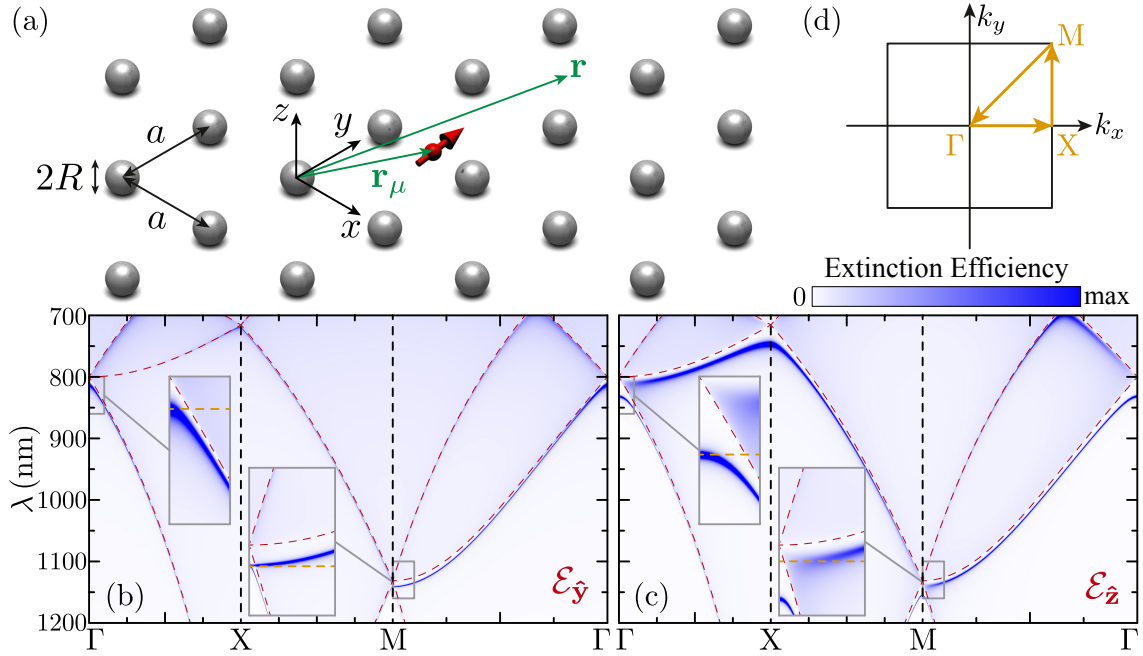 (a)
r
z
y
a
2R
r_μ
a
x
(d)
k_y
M
Γ
X
k_x
Extinction Efficiency
0
max
700
800
900
1000
1100
1200
λ(nm)
(b)
ℰ_ŷ
(c)
ℰ_ẑ
Γ
X
M
Γ
X
M
Γ